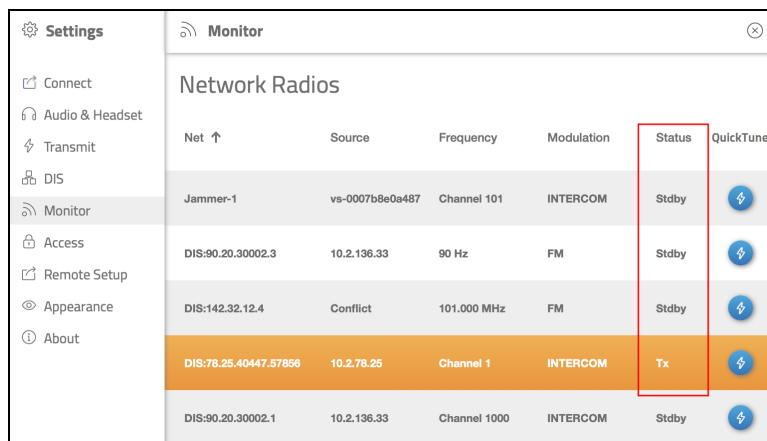 Settings
Monitor
Connect
Audio & Headset
Transmit
DIS
Monitor
Access
Remote Setup
Appearance
About
Network Radios
Net ↑ Source Frequency Modulation Status QuickTune
Jammer-1 vs-0007b8e0a487 Channel 101 INTERCOM Stdby
DIS:90.20.30002.3 10.2.136.33 90 Hz FM Stdby
DIS:142.32.12.4 Conflict 101.000 MHz FM Stdby
DIS:78.25.40447.57856 10.2.78.25 Channel 1 INTERCOM Tx
DIS:90.20.30002.1 10.2.136.33 Channel 1000 INTERCOM Stdby